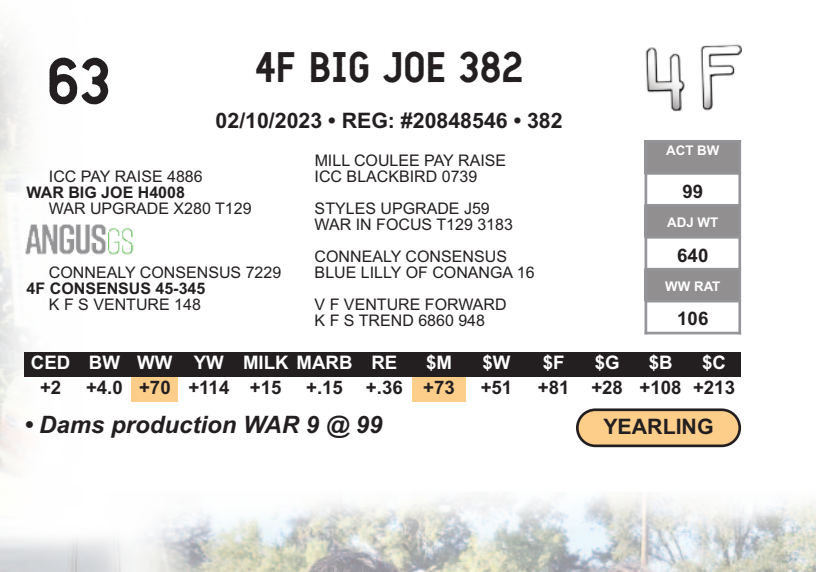 63
4F BIG JOE 382
4F
02/10/2023 • REG: #20848546 • 382
ICC PAY RAISE 4886
WAR BIG JOE H4008
WAR UPGRADE X280 T129
ANGUSGS
CONNEALY CONSENSUS 7229
4F CONSENSUS 45-345
K F S VENTURE 148
MILL COULEE PAY RAISE
ICC BLACKBIRD 0739
STYLES UPGRADE J59
WAR IN FOCUS T129 3183
CONNEALY CONSENSUS
BLUE LILLY OF CONANGA 16
V F VENTURE FORWARD
K F S TREND 6860 948
ACT BW
99
ADJ WT
640
WW RAT
106
CED BW WW YW MILK MARB RE $M $W $F $G $B $C
+2 +4.0 +70 +114 +15 +.15 +.36 +73 +51 +81 +28 +108 +213
• Dams production WAR 9 @ 99
YEARLING